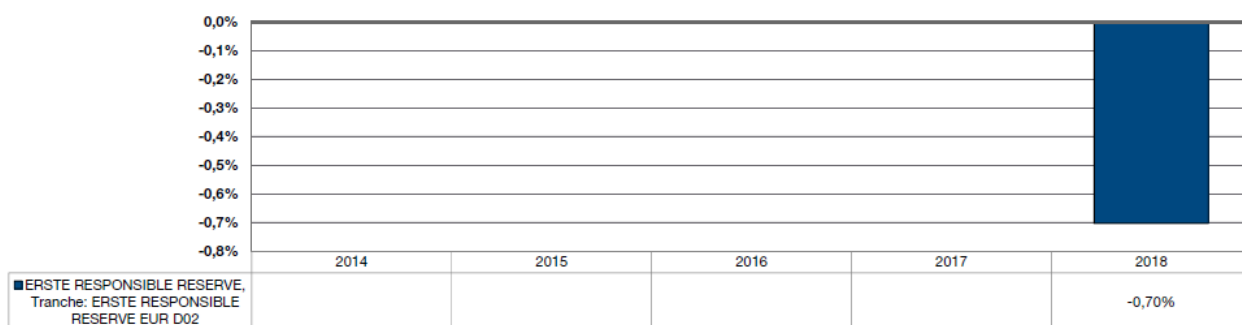 0,0%
-0,1%
-0,2%
-0,3%
-0,4%
-0,5%
-0,6%
-0,7%
-0,8%
2014 2015 2016 2017 2018
ERSTE RESPONSIBLE RESERVE,
Tranche: ERSTE RESPONSIBLE
RESERVE EUR D02
-0,70%